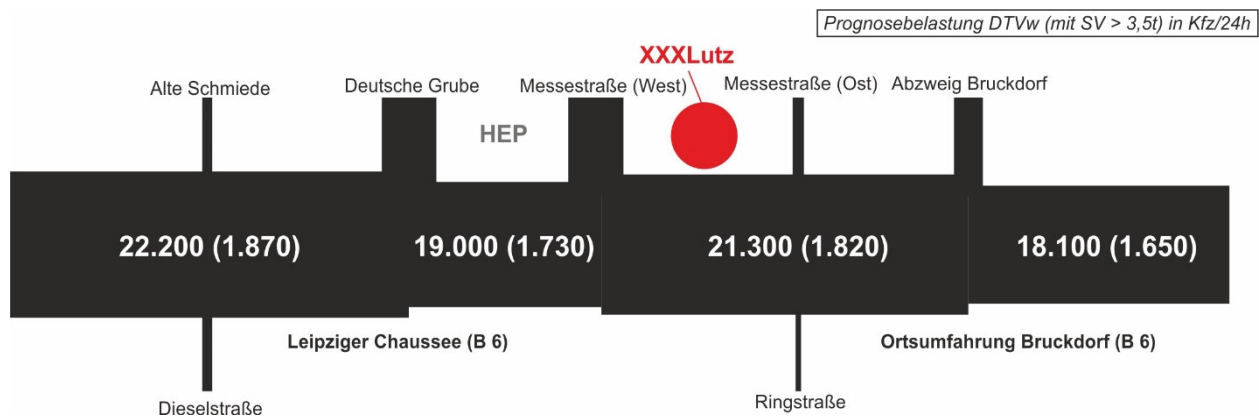 Prognosebelastung DTVw (mit SV > 3,5t) in Kfz/24h
XXXLutz
Alte Schmiede
Deutsche Grube
Messestraße (West)
Messestraße (Ost)
Abzweig Bruckdorf
HEP
22.200 (1.870)
19.000 (1.730)
21.300 (1.820)
18.100 (1.650)
Leipziger Chaussee (B 6)
Ortsumfahrung Bruckdorf (B 6)
Dieselstraße
Ringstraße